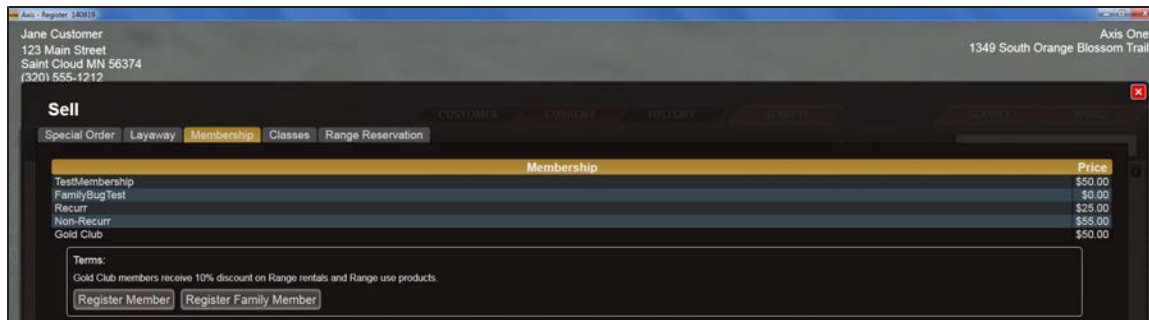 Axis - Register 140819
Jane Customer
123 Main Street
Saint Cloud MN 56374
(320) 555-1212
Axis One
1349 South Orange Blossom Trail
Sell
CUSTOMER CURRENT HISTORY SEARCH SERVICE RANGE
Special Order Layaway Membership Classes Range Reservation
Membership Price
TestMembership $50.00
FamilyBugTest $0.00
Recurr $25.00
Non-Recurr $55.00
Gold Club $50.00
Terms:
Gold Club members receive 10% discount on Range rentals and Range use products.
Register Member Register Family Member